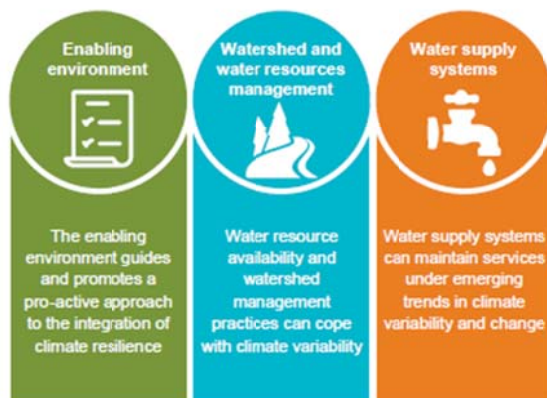 Enabling
environment
The enabling
environment guides
and promotes a
pro-active approach
to the integration of
climate resilience
Watershed and
water resources
management
Water resource
availability and
watershed
management
practices can cope
with climate variability
Water supply
systems
Water supply systems
can maintain services
under emerging
trends in climate
variability and change